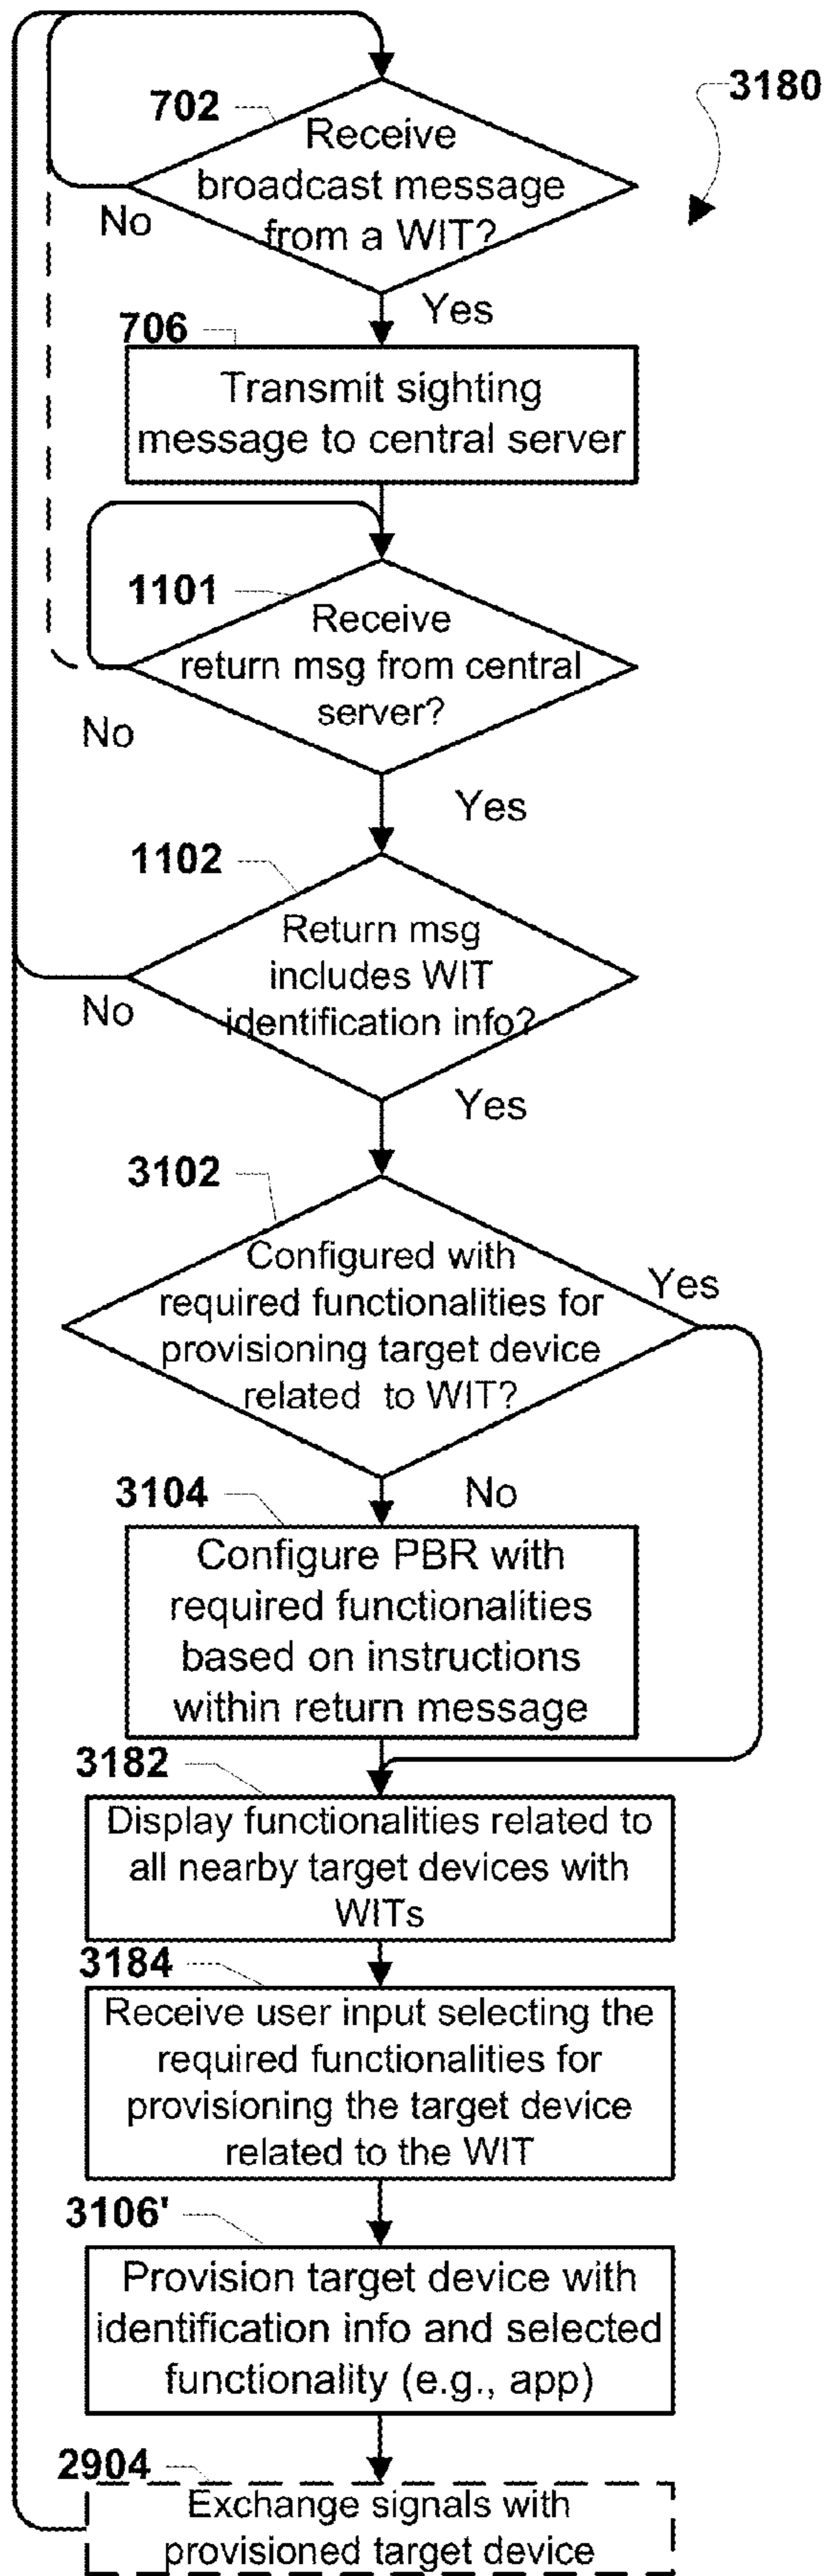 3180
702
Receive
broadcast message
from a WIT?
No
Yes
706
Transmit sighting
message to central server
1101
Receive
return msg from central
server?
No
Yes
1102
Return msg
includes WIT
identification info?
No
Yes
3102
Configured with
required functionalities for
provisioning target device
related to WIT?
Yes
No
3104
Configure PBR with
required functionalities
based on instructions
within return message
3182
Display functionalities related to
all nearby target devices with
WITs
3184
Receive user input selecting the
required functionalities for
provisioning the target device
related to the WIT
3106'
Provision target device with
identification info and selected
functionality (e.g., app)
2904
Exchange signals with
provisioned target device